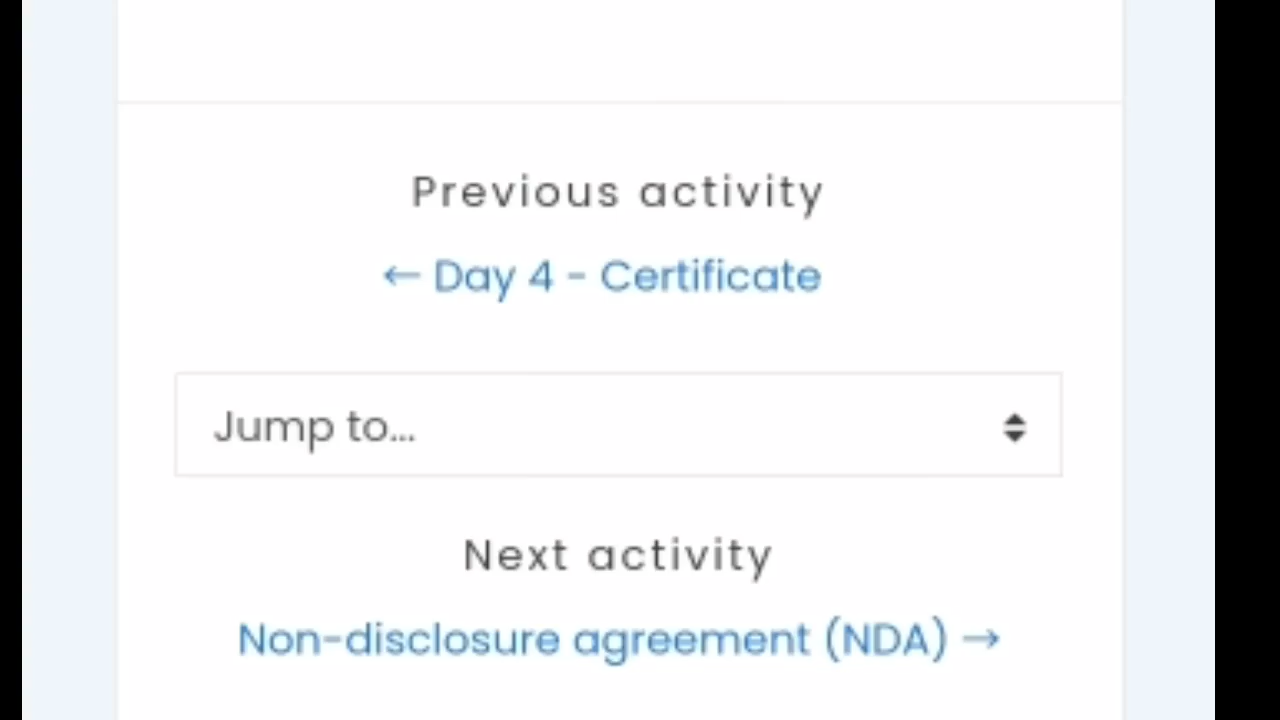 Previous activity
← Day 4 - Certificate
Jump to...
Next activity
Non-disclosure agreement (NDA) →